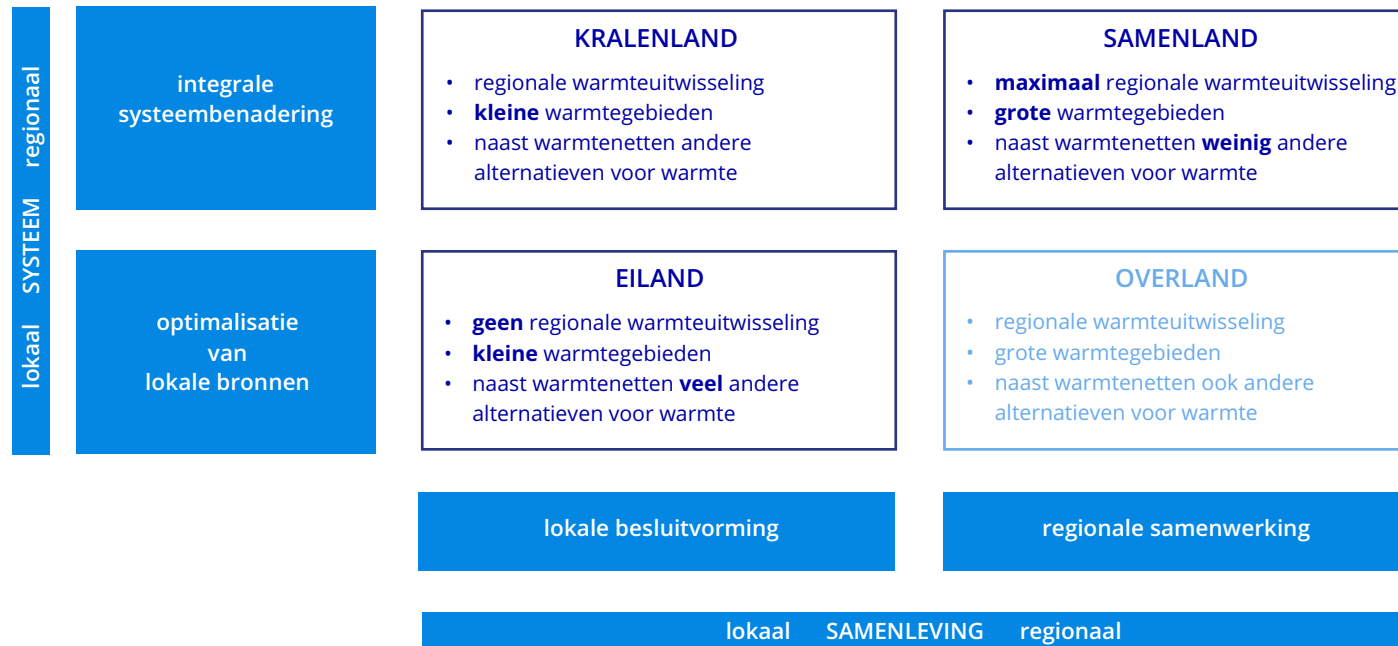 lokaal SYSTEEM regionaal
integrale
systeembenadering
KRALENLAND
• regionale warmteuitwisseling
• kleine warmtegebieden
• naast warmtenetten andere
alternatieven voor warmte
SAMENLAND
• maximaal regionale warmteuitwisseling
• grote warmtegebieden
• naast warmtenetten weinig andere
alternatieven voor warmte
optimalisatie
van
lokale bronnen
EILAND
• geen regionale warmteuitwisseling
• kleine warmtegebieden
• naast warmtenetten veel andere
alternatieven voor warmte
OVERLAND
• regionale warmteuitwisseling
• grote warmtegebieden
• naast warmtenetten ook andere
alternatieven voor warmte
lokale besluitvorming
regionale samenwerking
lokaal SAMENLEVING regionaal